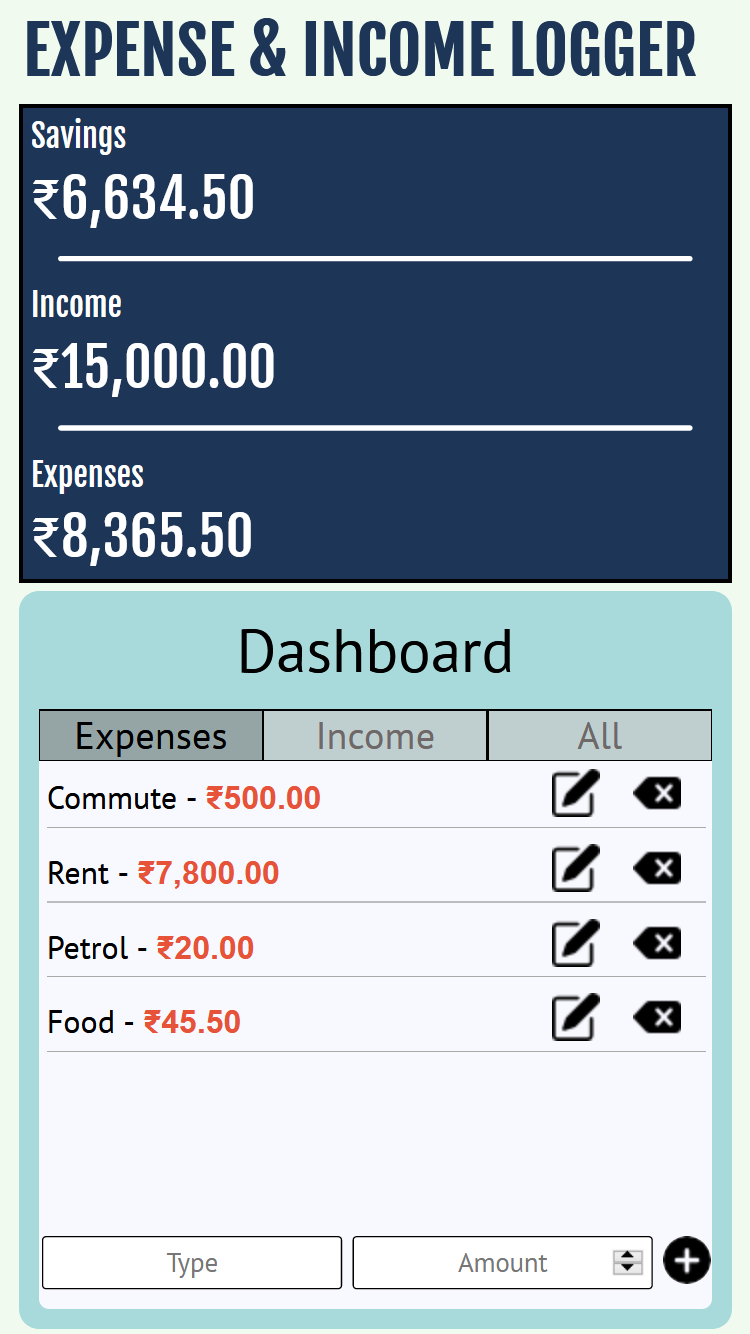 EXPENSE & INCOME LOGGER
Savings
₹6,634.50
Income
₹15,000.00
Expenses
₹8,365.50
Dashboard
Expenses Income All
Commute - ₹500.00
Rent - ₹7,800.00
Petrol - ₹20.00
Food - ₹45.50
Type Amount